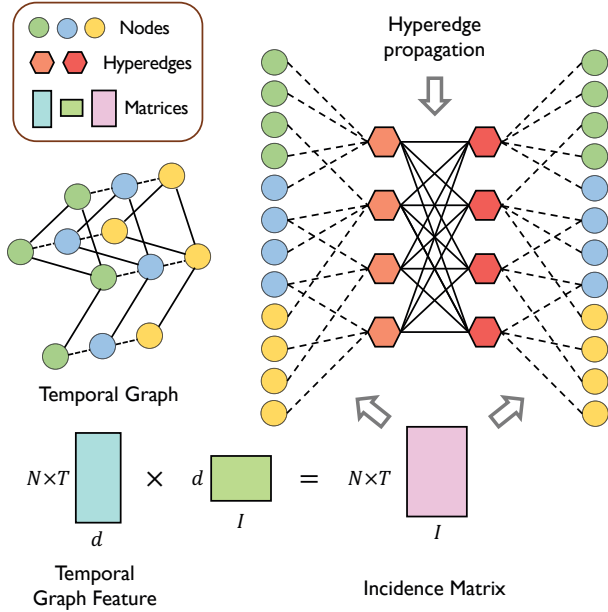 Nodes
Hyperedges
Matrices
Hyperedge
propagation
Temporal Graph
N×T
×
d
=
N×T
d
I
I
Temporal
Graph Feature
Incidence Matrix